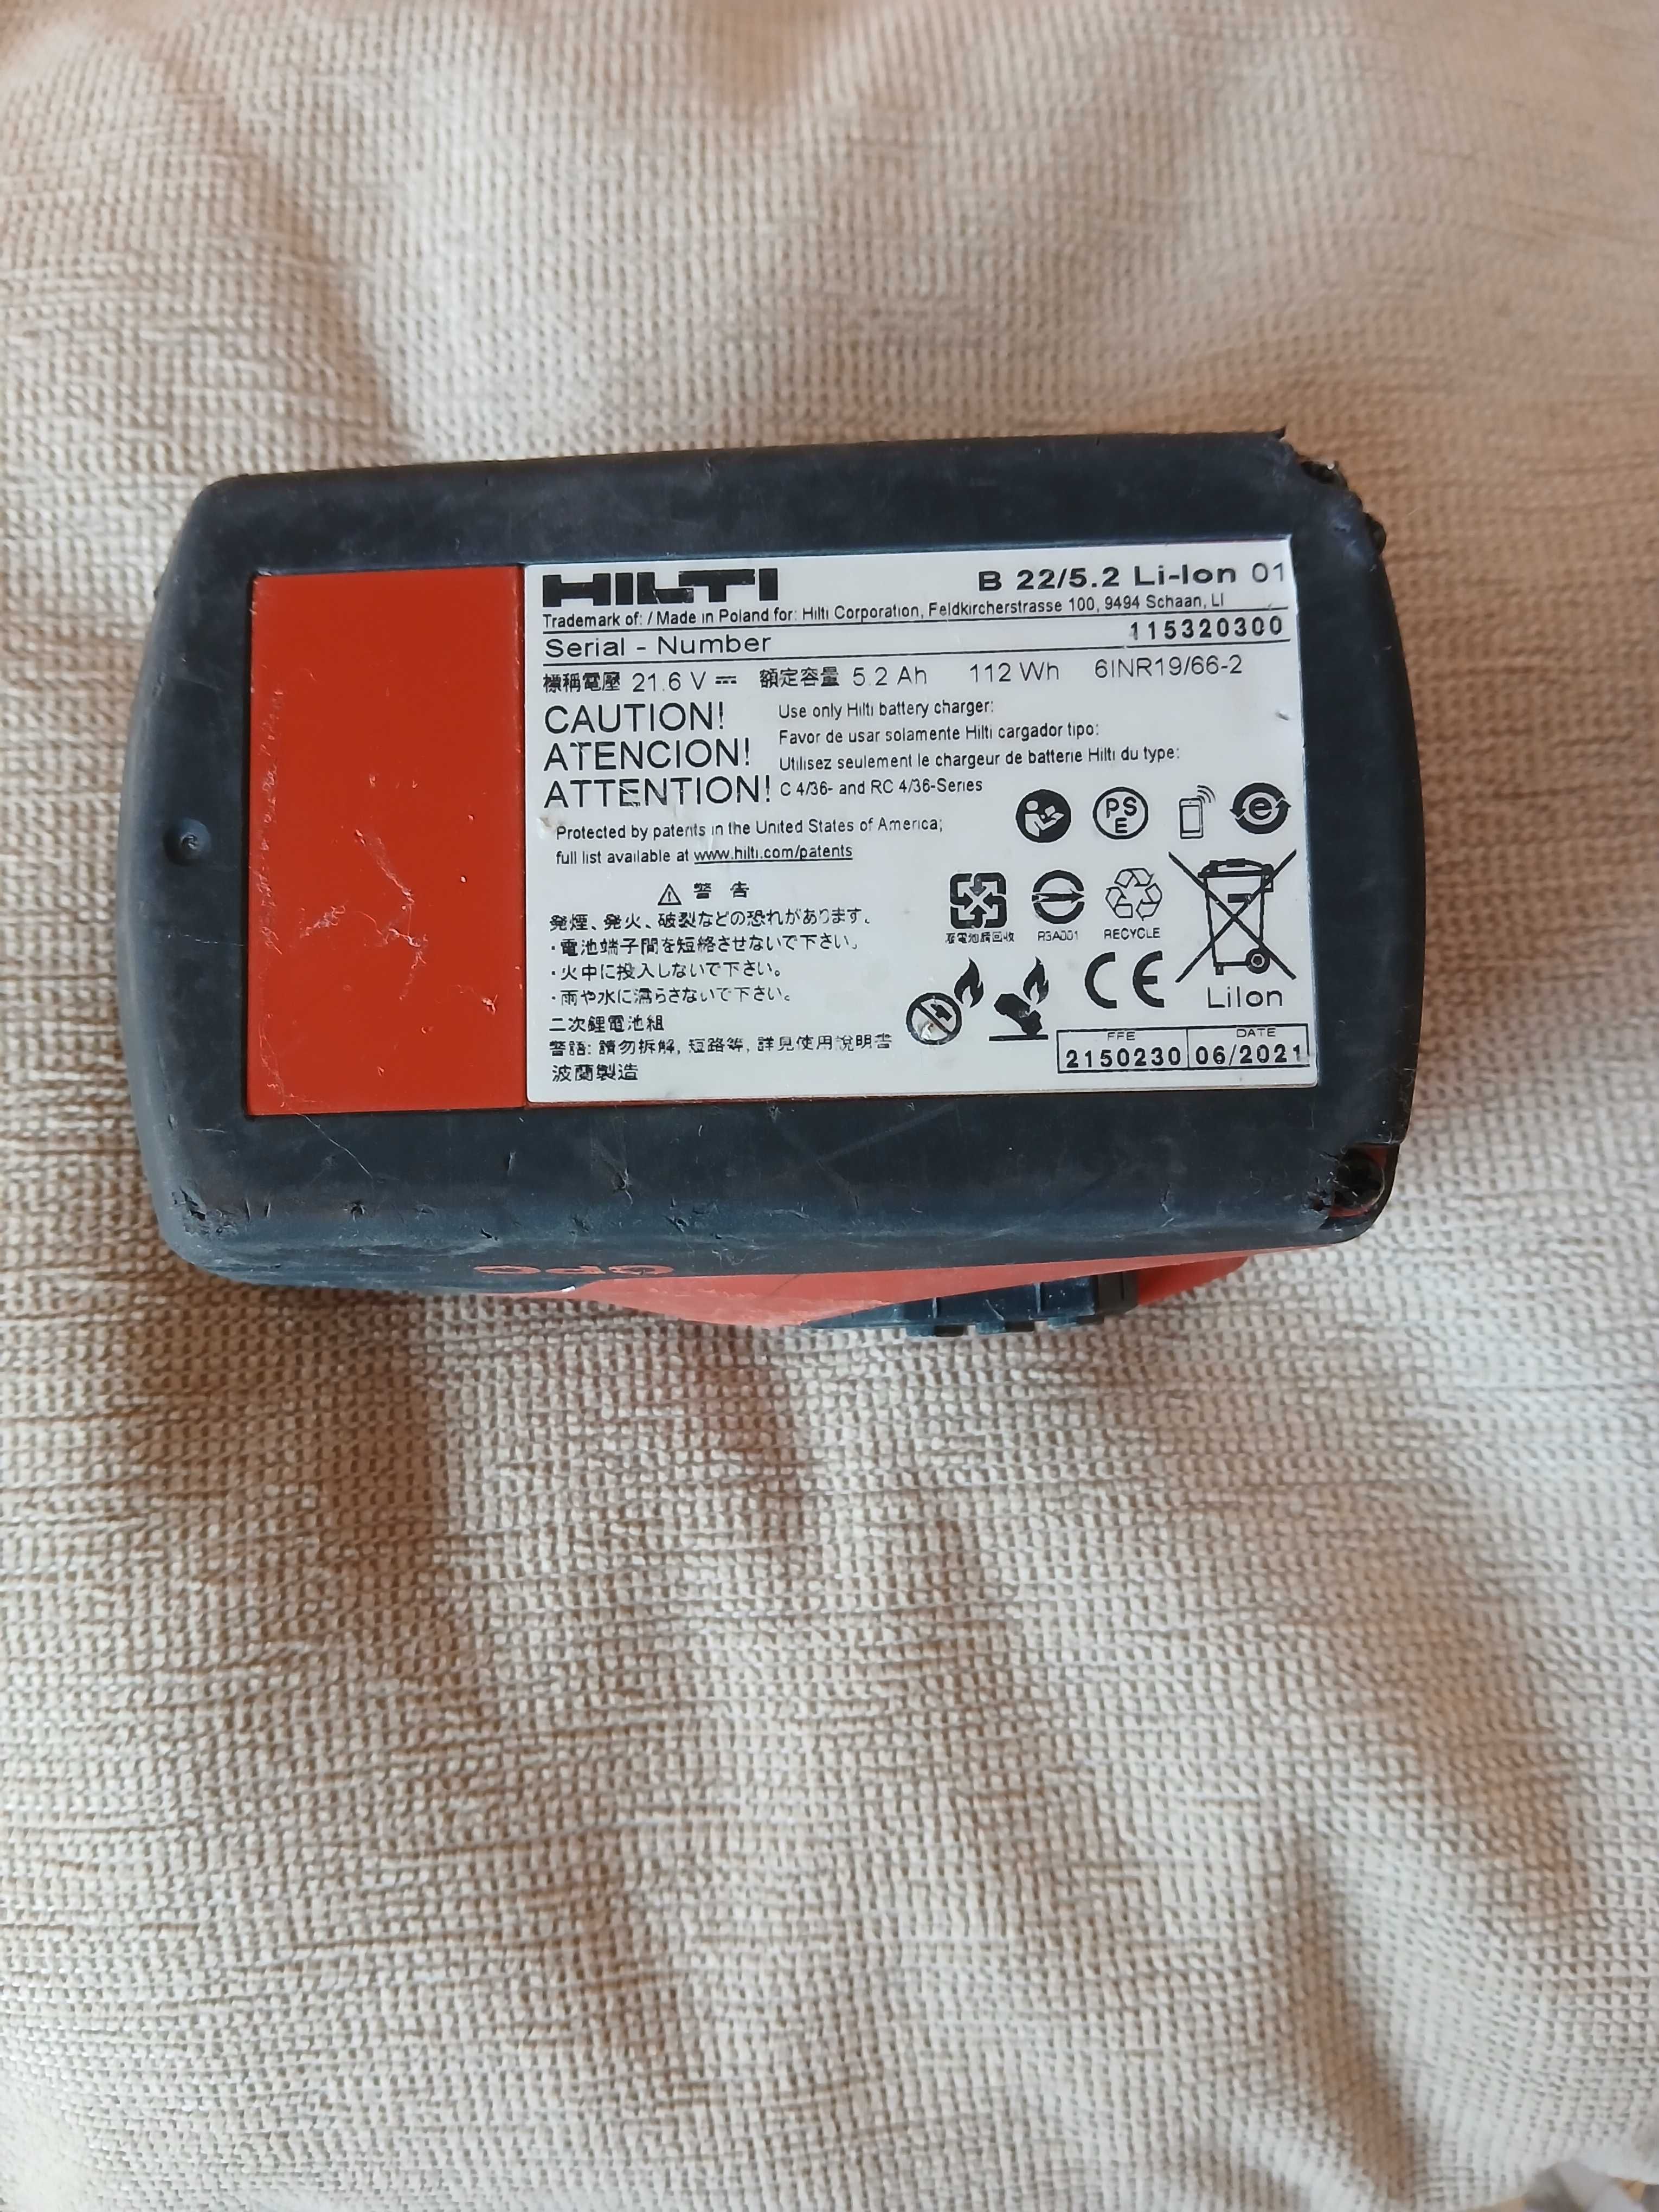 HILTI
B 22/5.2 Li-Ion 01
Trademark of: / Made in Poland for: Hilti Corporation, Feldkircherstrasse 100, 9494 Schaan, LI
Serial - Number 115320300
標稱電壓 21.6 V 額定容量 5.2 Ah 112 Wh 6INR19/66-2
CAUTION!
ATENCION!
ATTENTION!
Use only Hilti battery charger:
Favor de usar solamente Hilti cargador tipo:
Utilisez seulement le chargeur de batterie Hilti du type:
C 4/36- and RC 4/36-Series
Protected by patents in the United States of America;
full list available at www.hilti.com/patents
PS
E
e
⚠ 警 告
発煙、発火、破裂などの恐れがあります。
・電池端子間を短絡させないで下さい。
・火中に投入しないで下さい。
・雨や水に濡らさないで下さい。
二次鋰電池組
警語: 請勿拆解, 短路等, 詳見使用說明書
波蘭製造
廢電池請回收
R3A001
RECYCLE
CE
LiIon
FFE
2150230
DATE
06/2021
CPC